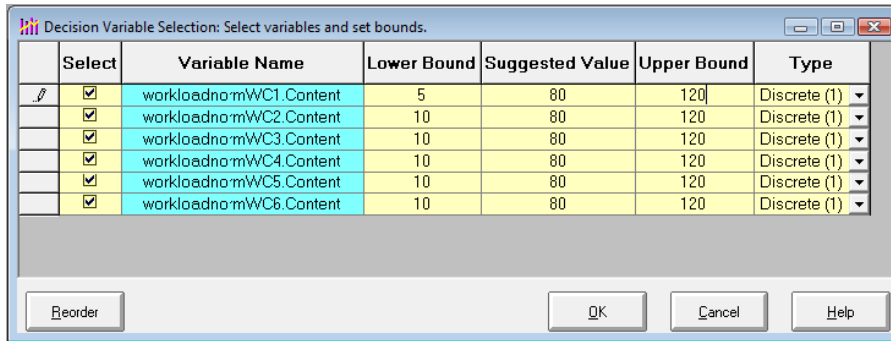 Decision Variable Selection: Select variables and set bounds.
Select Variable Name Lower Bound Suggested Value Upper Bound Type
workloadnormWC1.Content 5 80 120 Discrete (1)
workloadnormWC2.Content 10 80 120 Discrete (1)
workloadnormWC3.Content 10 80 120 Discrete (1)
workloadnormWC4.Content 10 80 120 Discrete (1)
workloadnormWC5.Content 10 80 120 Discrete (1)
workloadnormWC6.Content 10 80 120 Discrete (1)
Reorder OK Cancel Help